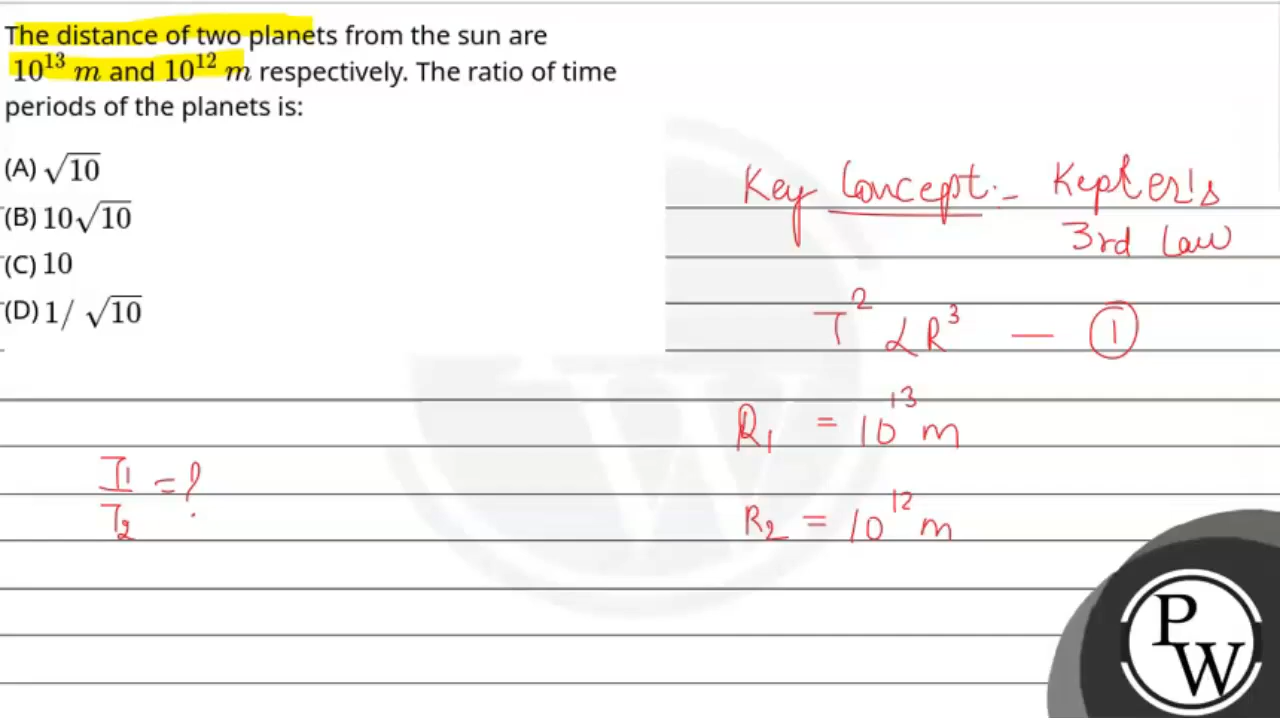 The distance of two planets from the sun are
10^13 m and 10^12 m respectively. The ratio of time
periods of the planets is:
(A) √10
(B) 10√10
(C) 10
(D) 1/ √10
Key Concept:- Kepler's
3rd Law
T² ∝ R³ — ①
R₁ = 10^13 m
T₁/T₂ = ?
R₂ = 10^12 m
PW